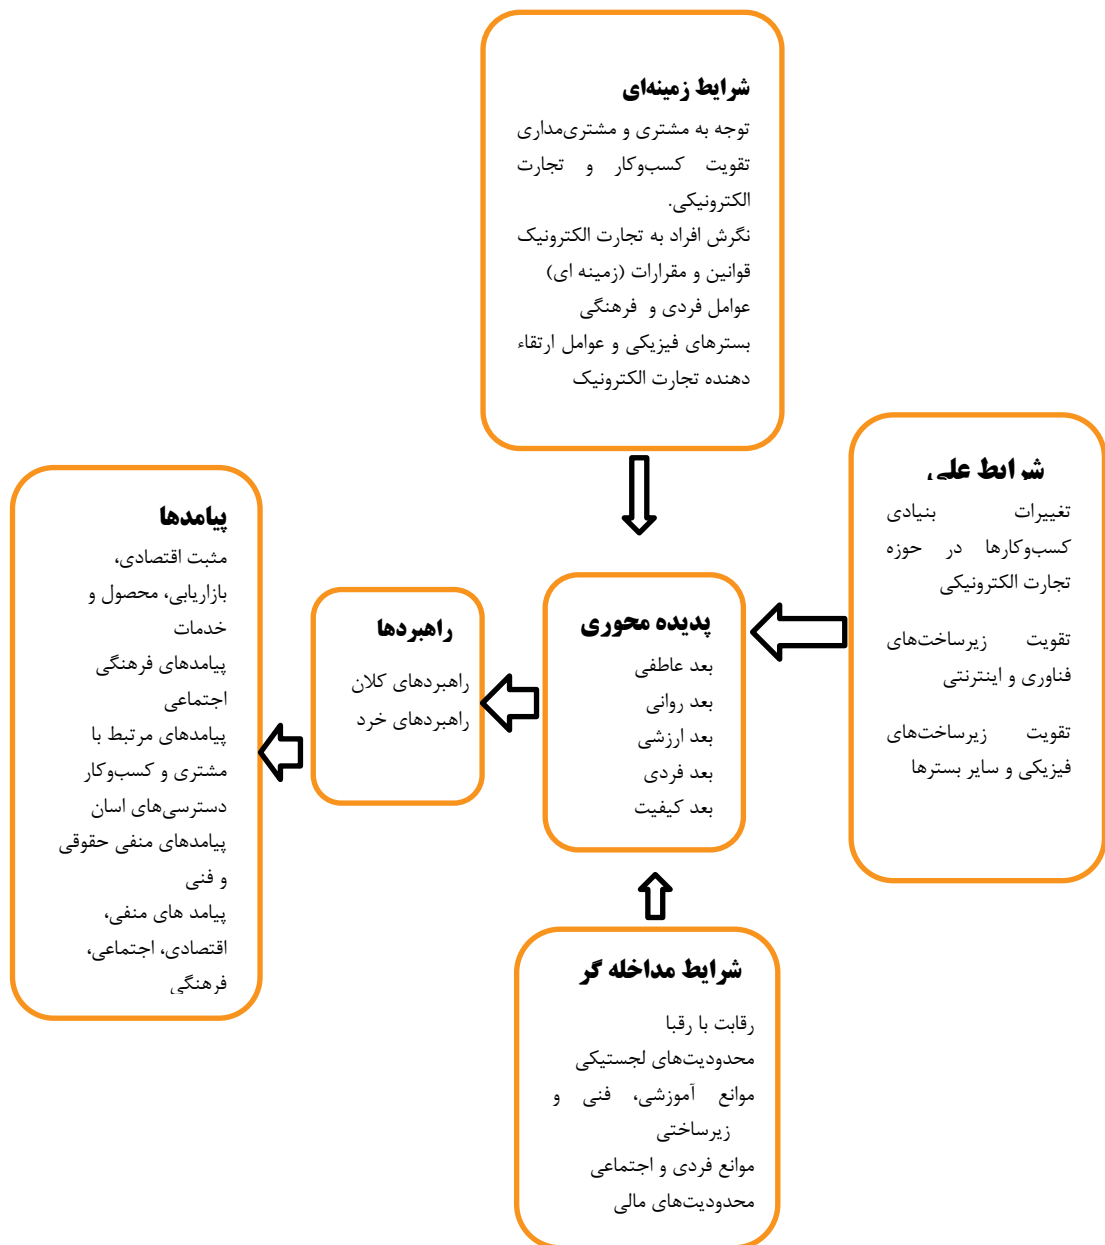 شرایط زمینه‌ای
توجه به مشتری و مشتری‌مداری
تقویت کسب‌وکار و تجارت
الکترونیکی.
نگرش افراد به تجارت الکترونیک
قوانین و مقرارات (زمینه ای)
عوامل فردی و فرهنگی
بسترهای فیزیکی و عوامل ارتقاء
دهنده تجارت الکترونیک
شرایط علی
تغییرات بنیادی
کسب‌وکارها در حوزه
تجارت الکترونیکی
تقویت زیرساخت‌های
فناوری و اینترنتی
تقویت زیرساخت‌های
فیزیکی و سایر بسترها
پدیده محوری
بعد عاطفی
بعد روانی
بعد ارزشی
بعد فردی
بعد کیفیت
راهبردها
راهبردهای کلان
راهبردهای خرد
پیامدها
مثبت اقتصادی،
بازاریابی، محصول و
خدمات
پیامدهای فرهنگی
اجتماعی
پیامدهای مرتبط با
مشتری و کسب‌وکار
دسترسی‌های اسان
پیامدهای منفی حقوقی
و فنی
پیامد های منفی،
اقتصادی، اجتماعی،
فرهنگی
شرایط مداخله گر
رقابت با رقبا
محدودیت‌های لجستیکی
موانع آموزشی، فنی و
زیرساختی
موانع فردی و اجتماعی
محدودیت‌های مالی